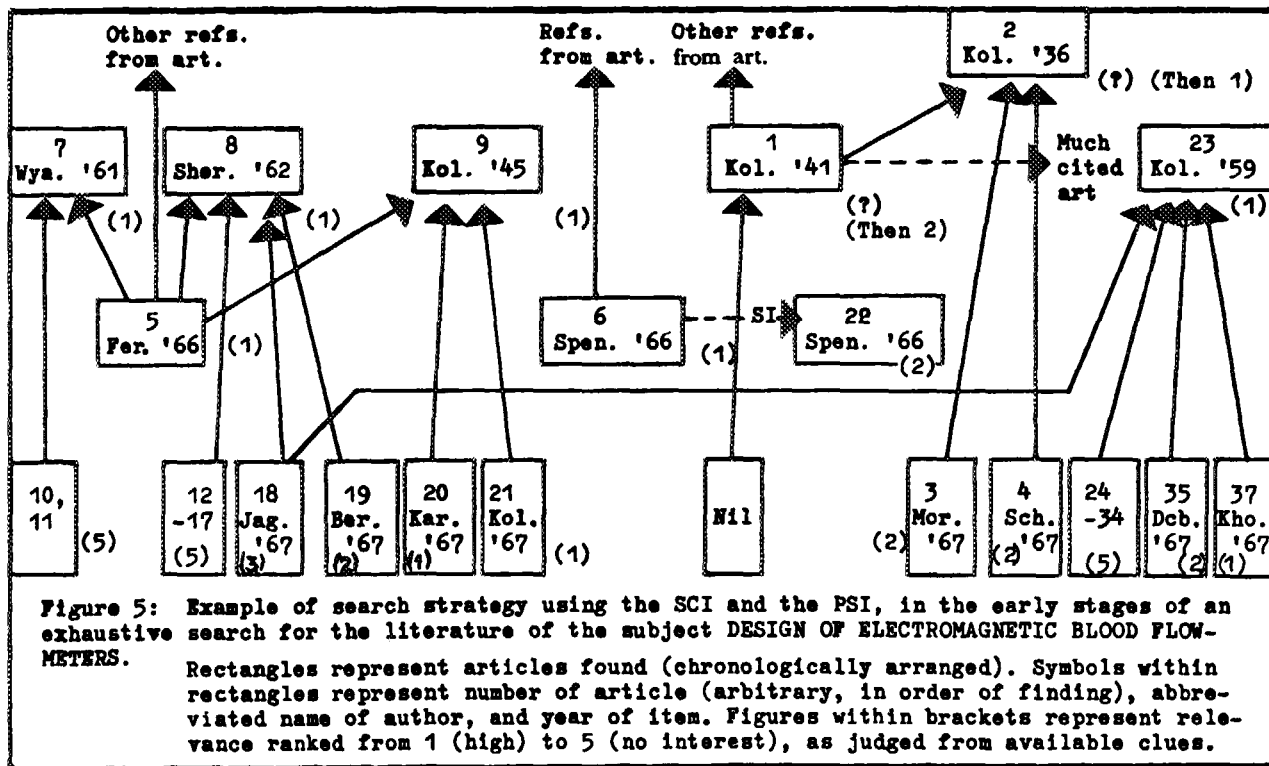 Other refs.
from art.
Refs.
from art.
Other refs.
from art.
2
Kol. '36
(?) (Then 1)
7
Wya. '61
(1)
8
Sher. '62
(1)
9
Kol. '45
(1)
1
Kol. '41
(?)
(Then 2)
Much
cited
art
23
Kol. '59
(1)
5
Fer. '66
(1)
6
Spen. '66
(1)
SI
22
Spen. '66
(2)
10,
11
(5)
12
-17
(5)
18
Jag.
'67
(3)
19
Ber.
'67
(2)
20
Kar.
'67
(1)
21
Kol.
'67
(1)
Nil
3
Mor.
'67
(2)
4
Sch.
'67
(2)
24
-34
(5)
35
Dcb.
'67
(2)
37
Kho.
'67
(1)
Figure 5: Example of search strategy using the SCI and the PSI, in the early stages of an
exhaustive search for the literature of the subject DESIGN OF ELECTROMAGNETIC BLOOD FLOW-
METERS.
Rectangles represent articles found (chronologically arranged). Symbols within
rectangles represent number of article (arbitrary, in order of finding), abbre-
viated name of author, and year of item. Figures within brackets represent rele-
vance ranked from 1 (high) to 5 (no interest), as judged from available clues.